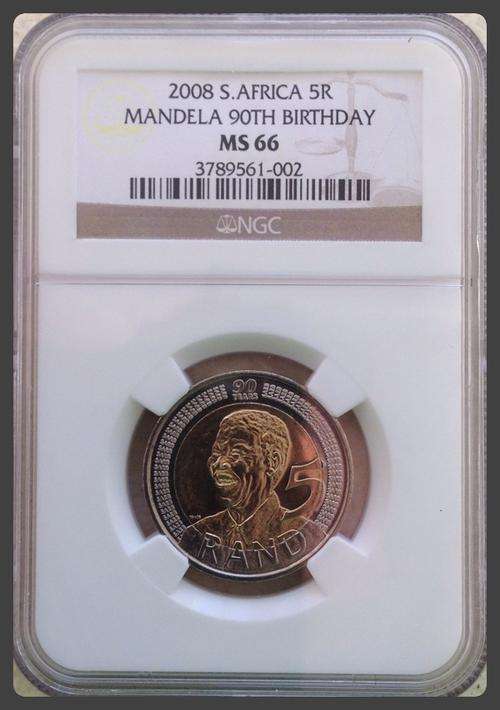 2008 S.AFRICA 5R
MANDELA 90TH BIRTHDAY
MS 66
3789561-002
NGC
90
YEARS
5
RAND